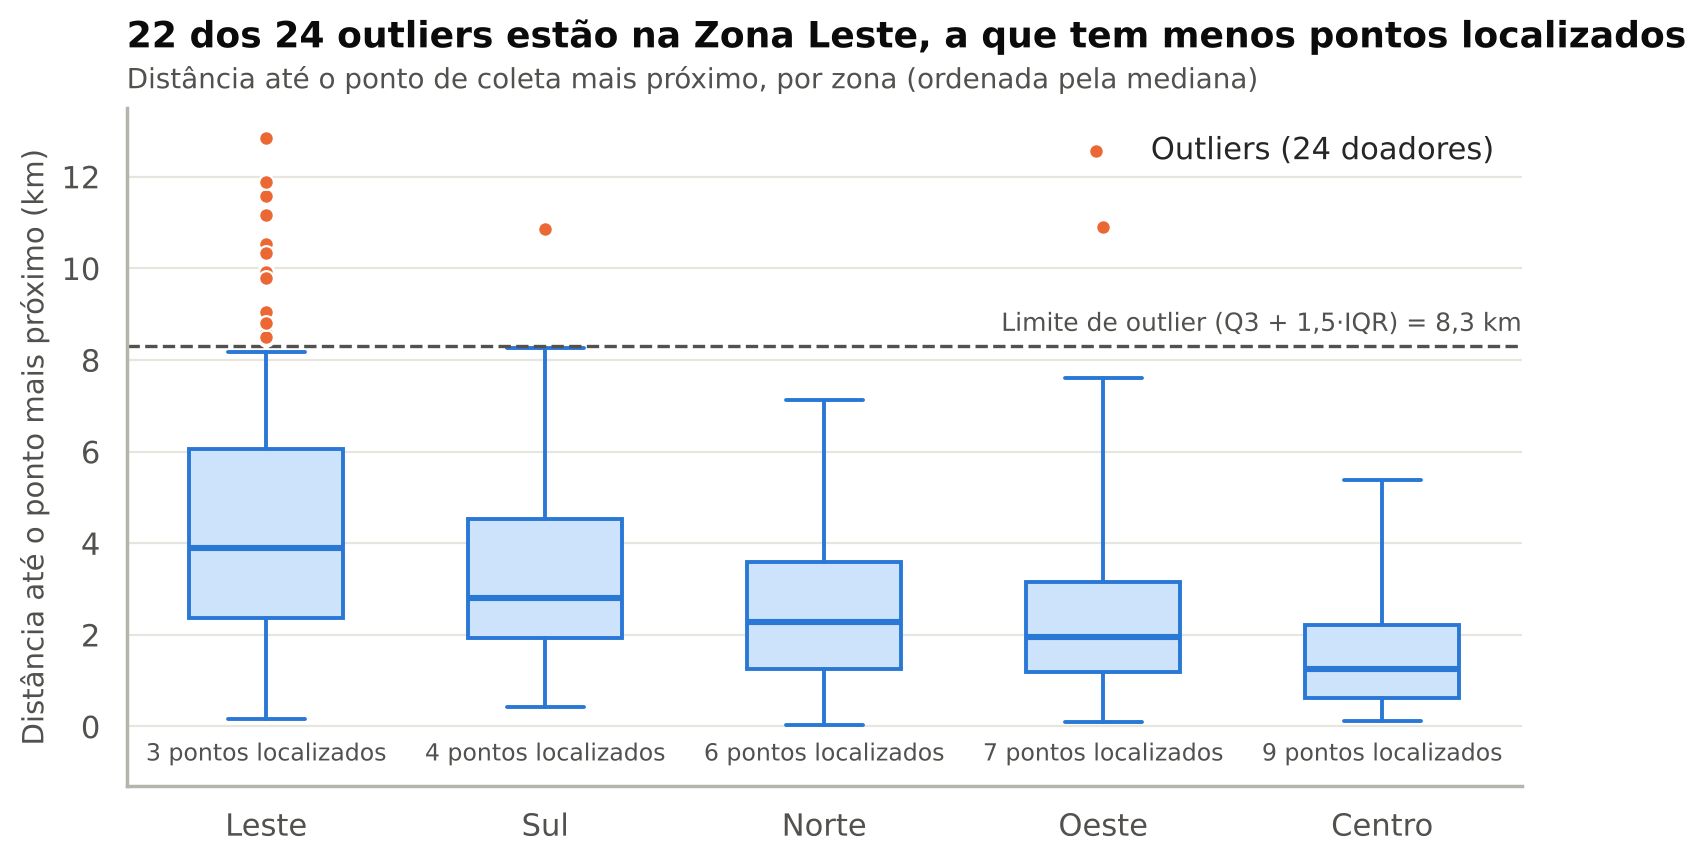 22 dos 24 outliers estão na Zona Leste, a que tem menos pontos localizados
Distância até o ponto de coleta mais próximo, por zona (ordenada pela mediana)
Distância até o ponto mais próximo (km)
12
10
8
6
4
2
0
Outliers (24 doadores)
Limite de outlier (Q3 + 1,5·IQR) = 8,3 km
3 pontos localizados
4 pontos localizados
6 pontos localizados
7 pontos localizados
9 pontos localizados
Leste
Sul
Norte
Oeste
Centro